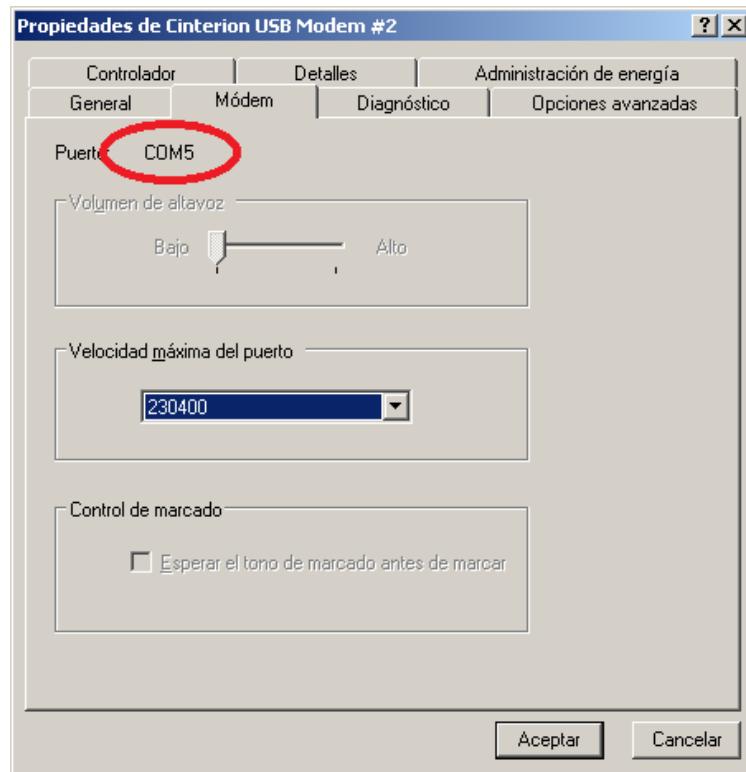 Propiedades de Cinterion USB Modem #2
Controlador Detalles Administración de energía
General Módem Diagnóstico Opciones avanzadas
Puerto: COM5
Volumen de altavoz
Bajo Alto
Velocidad máxima del puerto
230400
Control de marcado
Esperar el tono de marcado antes de marcar
Aceptar Cancelar